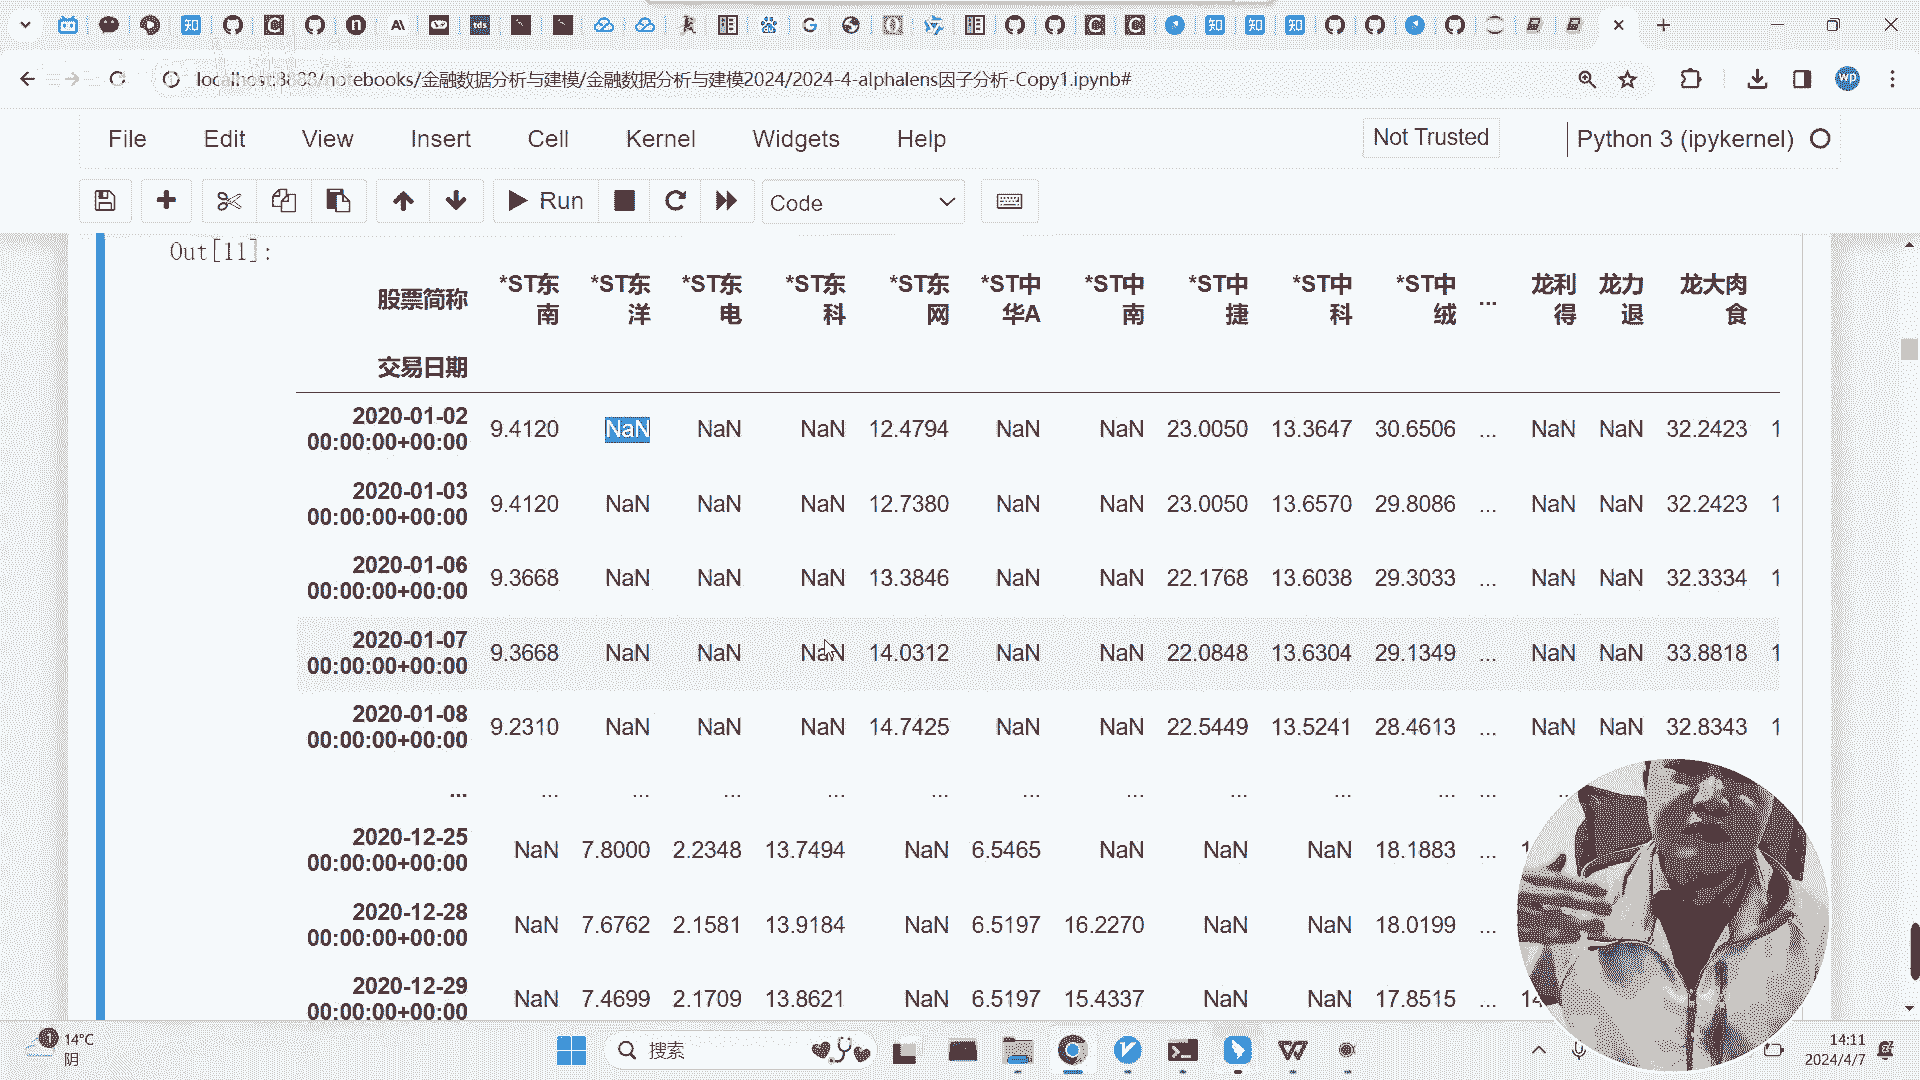 localhost:3888/notebooks/金融数据分析与建模/金融数据分析与建模2024/2024-4-alphalens因子分析-Copy1.ipynb#
File Edit View Insert Cell Kernel Widgets Help Not Trusted Python 3 (ipykernel)
Run Code
Out[11]:
股票简称 *ST东南 *ST东洋 *ST东电 *ST东科 *ST东网 *ST中华A *ST中南 *ST中捷 *ST中科 *ST中绒 ... 龙利得 龙力退 龙大肉食
交易日期
2020-01-02 00:00:00+00:00 9.4120 NaN NaN NaN 12.4794 NaN NaN 23.0050 13.3647 30.6506 ... NaN NaN 32.2423 1
2020-01-03 00:00:00+00:00 9.4120 NaN NaN NaN 12.7380 NaN NaN 23.0050 13.6570 29.8086 ... NaN NaN 32.2423 1
2020-01-06 00:00:00+00:00 9.3668 NaN NaN NaN 13.3846 NaN NaN 22.1768 13.6038 29.3033 ... NaN NaN 32.3334 1
2020-01-07 00:00:00+00:00 9.3668 NaN NaN NaN 14.0312 NaN NaN 22.0848 13.6304 29.1349 ... NaN NaN 33.8818 1
2020-01-08 00:00:00+00:00 9.2310 NaN NaN NaN 14.7425 NaN NaN 22.5449 13.5241 28.4613 ... NaN NaN 32.8343 1
... ... ... ... ... ... ... ... ... ... ... ... ...
2020-12-25 00:00:00+00:00 NaN 7.8000 2.2348 13.7494 NaN 6.5465 NaN NaN NaN 18.1883 ... 1
2020-12-28 00:00:00+00:00 NaN 7.6762 2.1581 13.9184 NaN 6.5197 16.2270 NaN NaN 18.0199 ...
2020-12-29 00:00:00+00:00 NaN 7.4699 2.1709 13.8621 NaN 6.5197 15.4337 NaN NaN 17.8515 ... 14
14°C
阴
搜索
14:11
2024/4/7